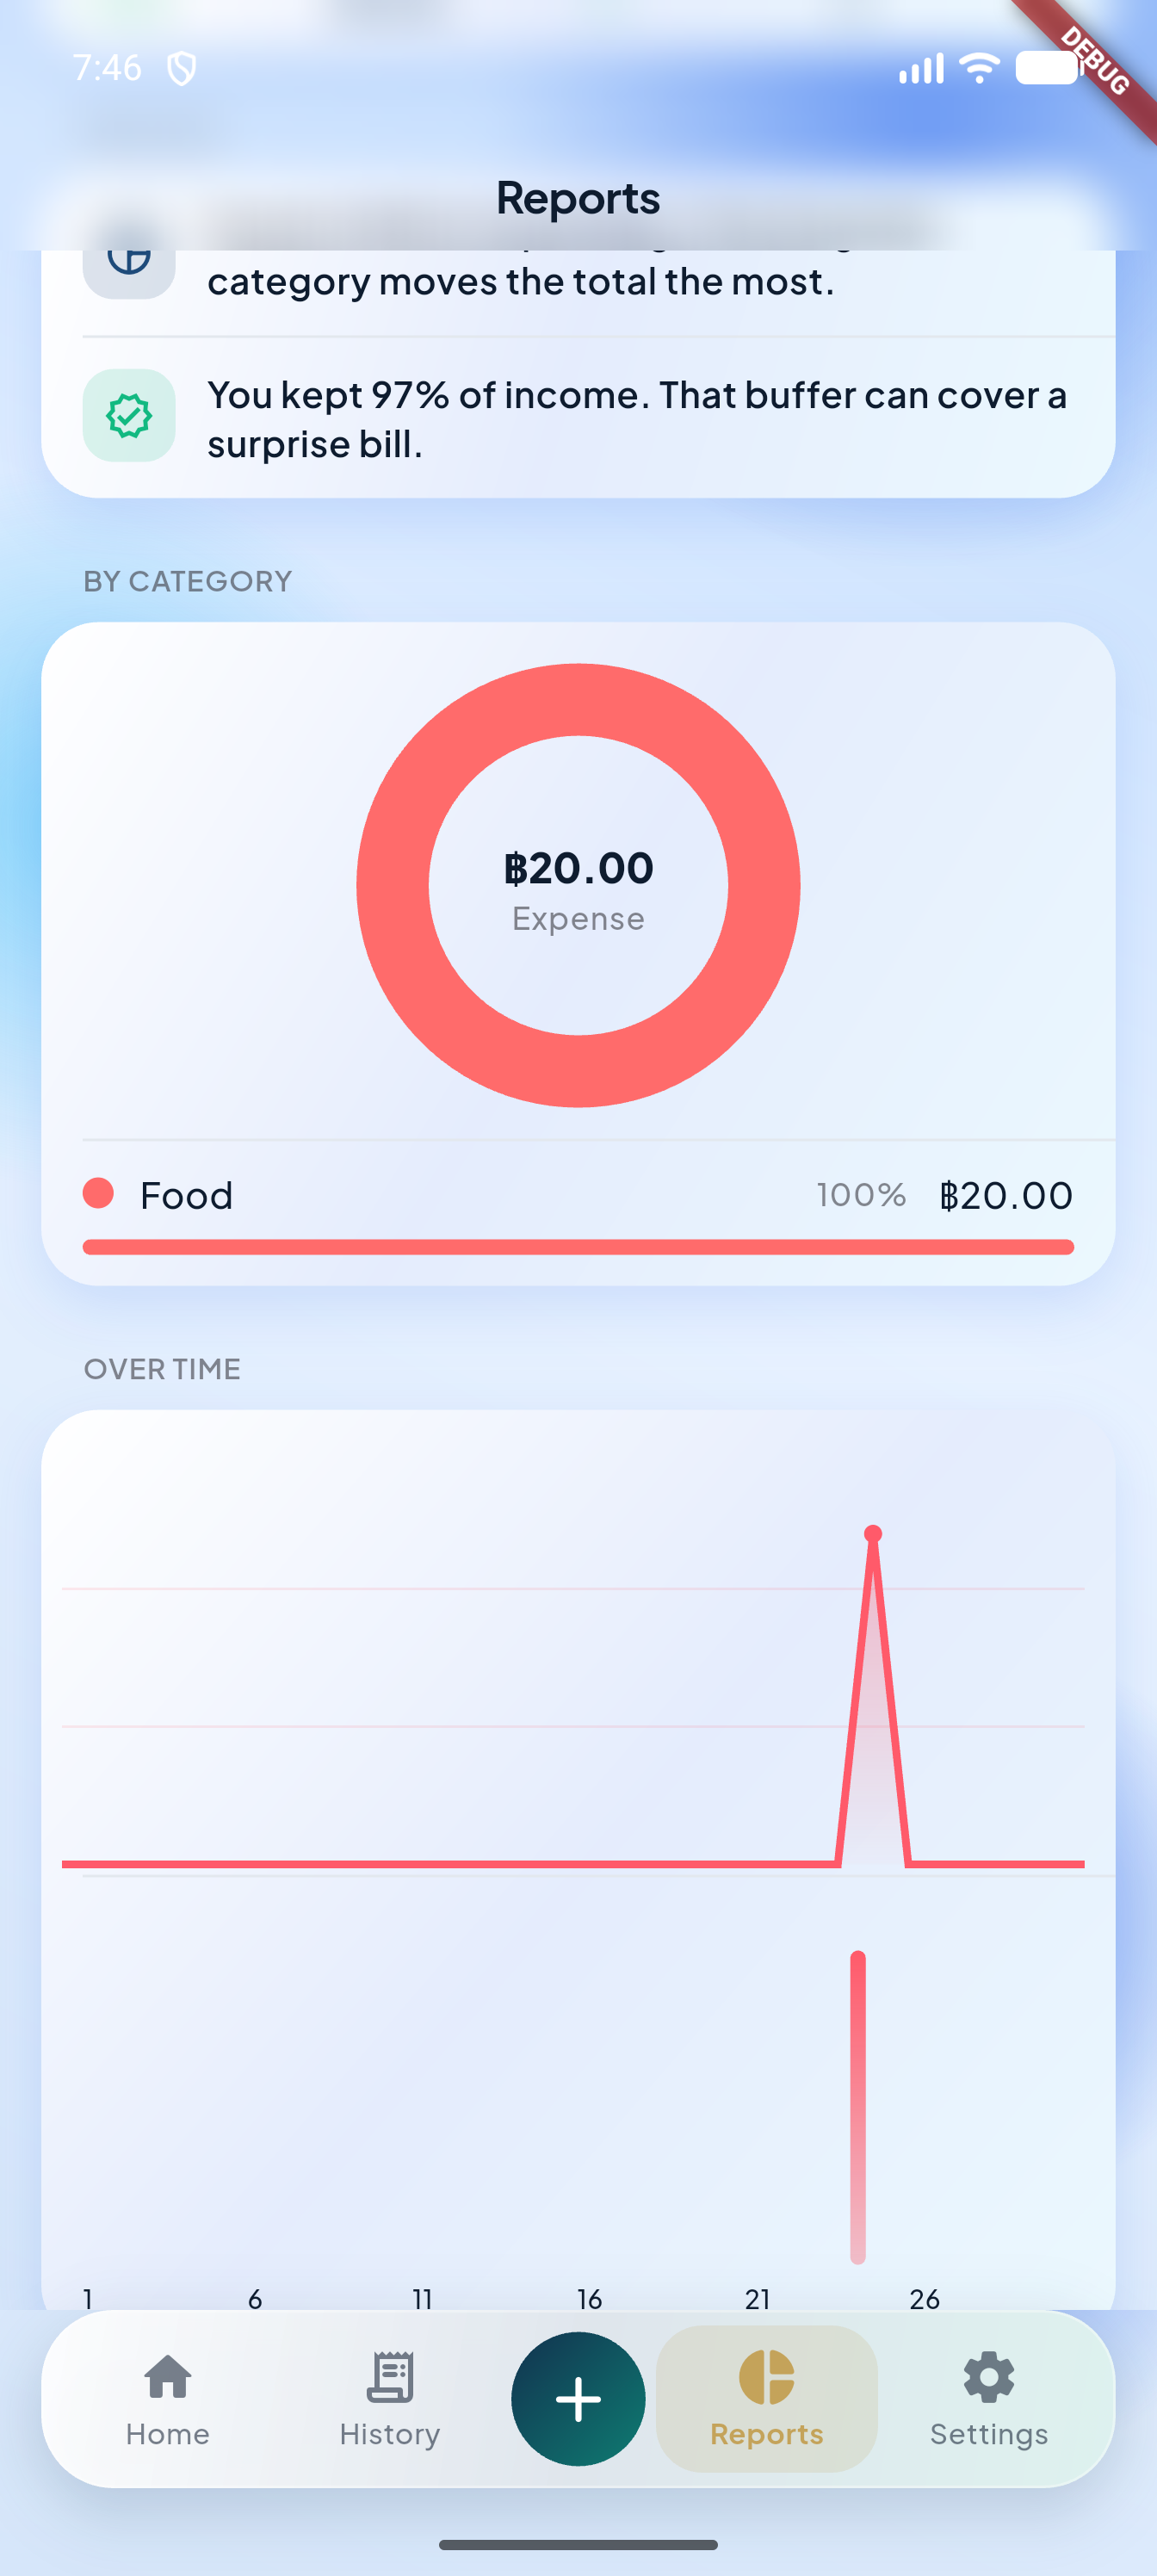 7:46
DEBUG
Reports
category moves the total the most.
You kept 97% of income. That buffer can cover a
surprise bill.
BY CATEGORY
฿20.00
Expense
Food 100% ฿20.00
OVER TIME
1 6 11 16 21 26
Home History Reports Settings